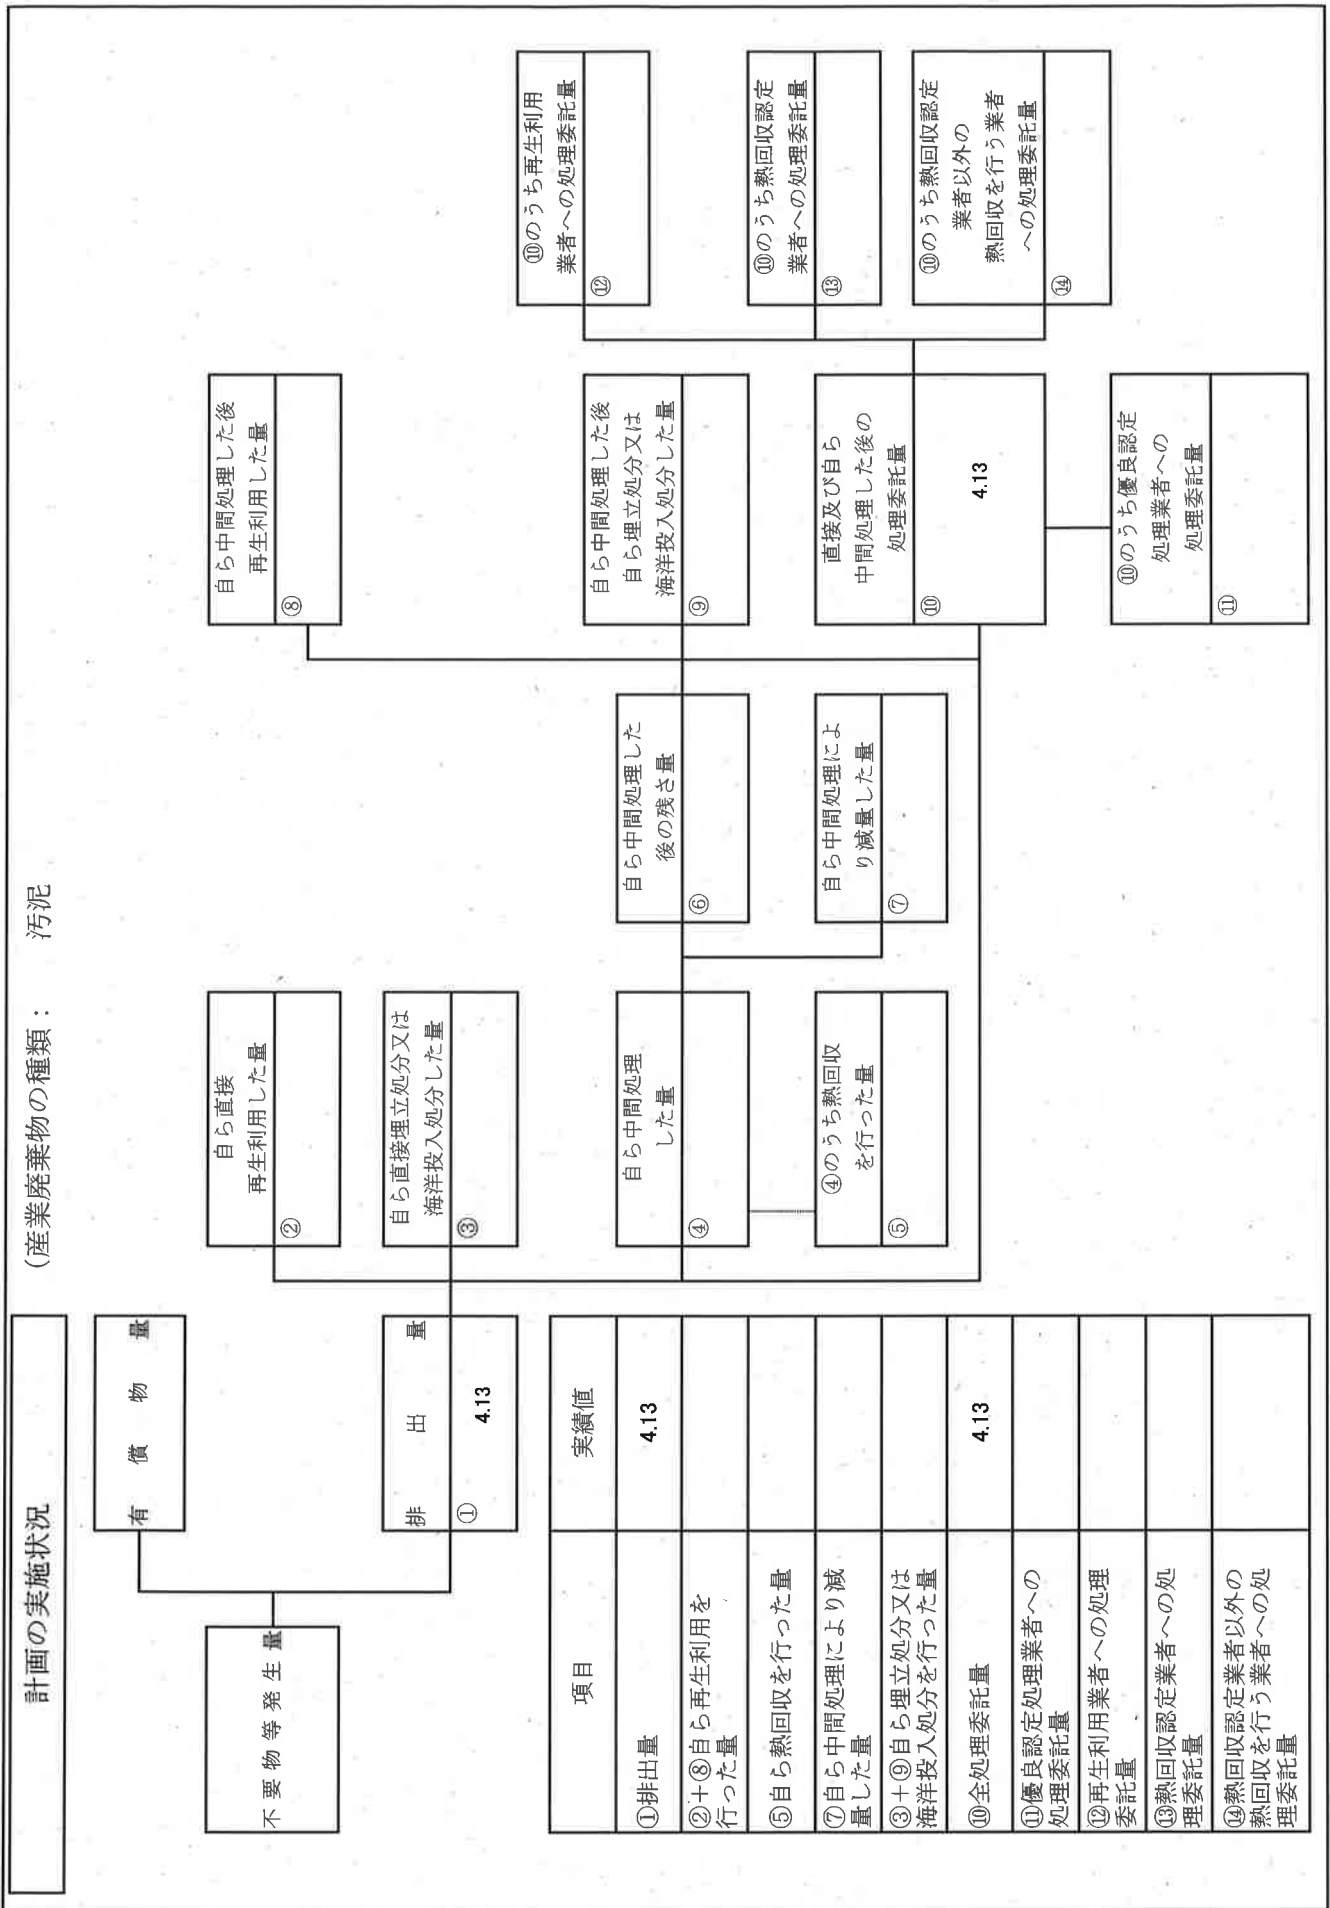 計画の実施状況
(産業廃棄物の種類: 汚泥
不要物等発生量
有償物量
排出量
①
4.13
自ら直接
再生利用した量
②
自ら直接埋立処分又は
海洋投入処分した量
③
自ら中間処理
した量
④
④のうち熱回収
を行った量
⑤
自ら中間処理した
後の残さ量
⑥
自ら中間処理によ
り減量した量
⑦
自ら中間処理した後
再生利用した量
⑧
自ら中間処理した後
自ら埋立処分又は
海洋投入処分した量
⑨
直接及び自ら
中間処理した後の
処理委託量
⑩
4.13
⑩のうち優良認定
処理業者への
処理委託量
⑪
⑩のうち再生利用
業者への処理委託量
⑫
⑩のうち熱回収認定
業者への処理委託量
⑬
⑩のうち熱回収認定
業者以外の
熱回収を行う業者
への処理委託量
⑭
項目 実績値
①排出量 4.13
②+⑧自ら再生利用を
行った量
⑤自ら熱回収を行った量
⑦自ら中間処理により減
量した量
③+⑨自ら埋立処分又は
海洋投入処分を行った量
⑩全処理委託量 4.13
⑪優良認定処理業者への
処理委託量
⑫再生利用業者への処理
委託量
⑬熱回収認定業者への処
理委託量
⑭熱回収認定業者以外の
熱回収を行う業者への処
理委託量